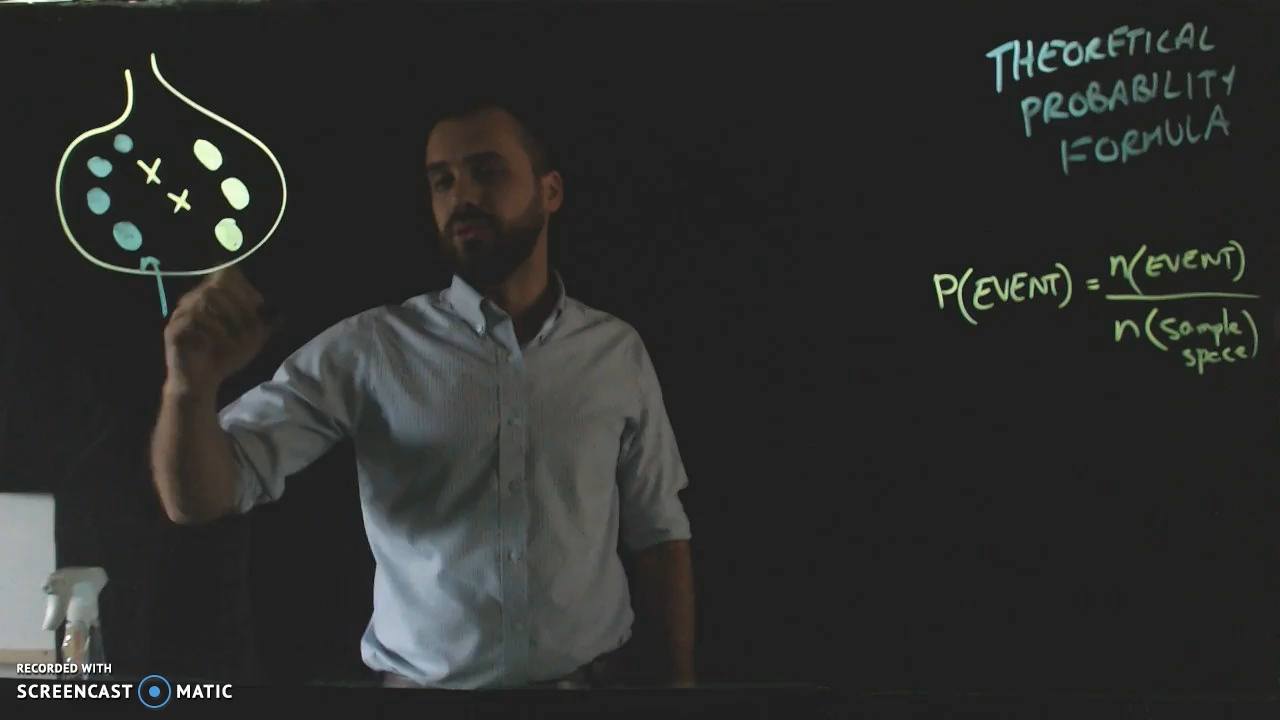 THEORETICAL
PROBABILITY
FORMULA
P(EVENT) = n(EVENT)
n(sample
space)
RECORDED WITH
SCREENCAST MATIC